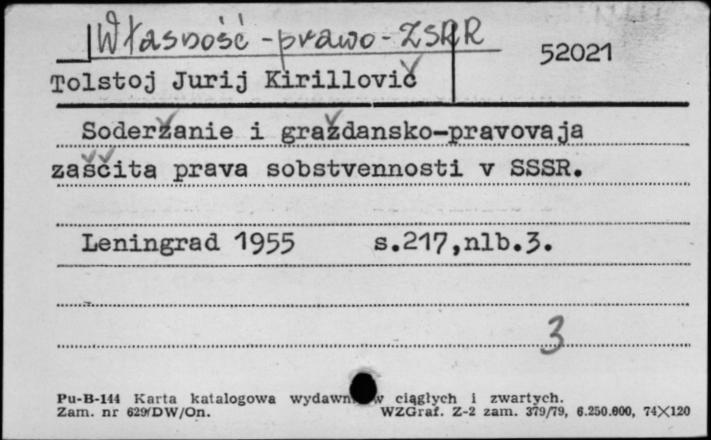 Własność - prawo - ZSRR
52021
Tolstoj Jurij Kirillovič
Soderžanie i graždansko-pravovaja
zaščita prava sobstvennosti v SSSR.
Leningrad 1955 s.217,nlb.3.
3
Pu-B-144 Karta katalogowa ciągłych i zwartych.
Zam. nr 629/DW/On. WZGraf. Z-2 zam. 379/79, 6.250.000, 74×120